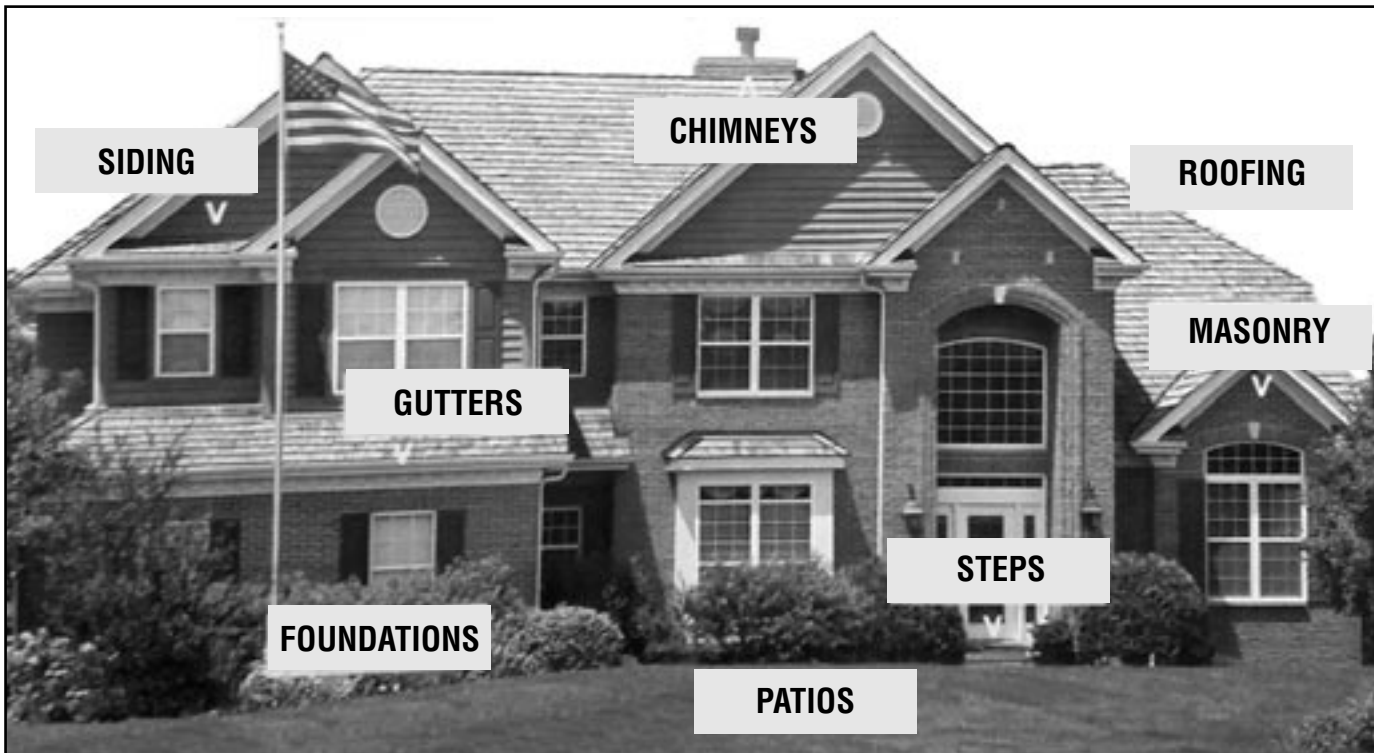 CHIMNEYS
SIDING
ROOFING
MASONRY
GUTTERS
STEPS
FOUNDATIONS
PATIOS